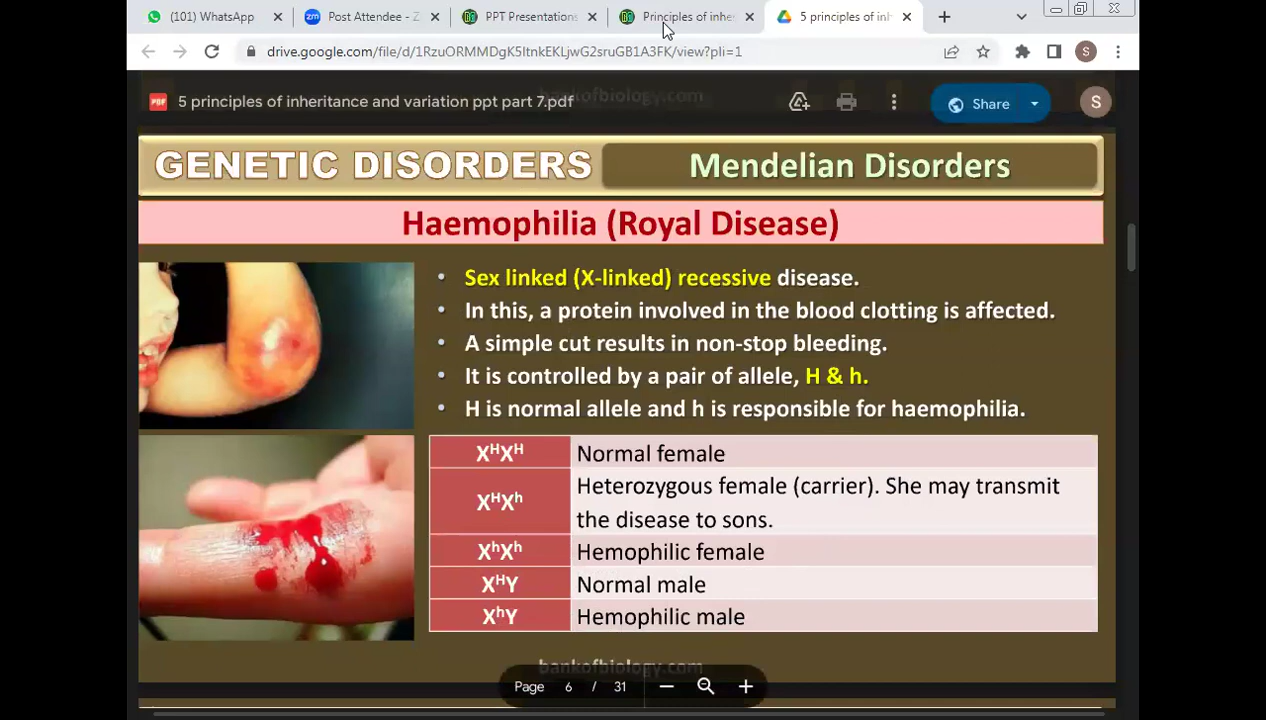 (101) WhatsApp
Post Attendee - Z
PPT Presentations
Principles of inhe
5 principles of inh
drive.google.com/file/d/1RzuORMMDgK5ltnkEKLjwG2sruGB1A3FK/view?pli=1
S
bankofbiology.com
5 principles of inheritance and variation ppt part 7.pdf
Share
S
GENETIC DISORDERS
Mendelian Disorders
Haemophilia (Royal Disease)
• Sex linked (X-linked) recessive disease.
• In this, a protein involved in the blood clotting is affected.
• A simple cut results in non-stop bleeding.
• It is controlled by a pair of allele, H & h.
• H is normal allele and h is responsible for haemophilia.
XᴴXᴴ Normal female
XᴴXʰ Heterozygous female (carrier). She may transmit
the disease to sons.
XʰXʰ Hemophilic female
XᴴY Normal male
XʰY Hemophilic male
bankofbiology.com
Page 6 / 31